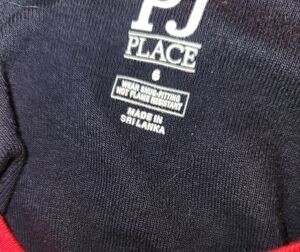 PJ
PLACE
6
WEAR SNUG-FITTING
NOT FLAME RESISTANT
MADE IN
SRI LANKA